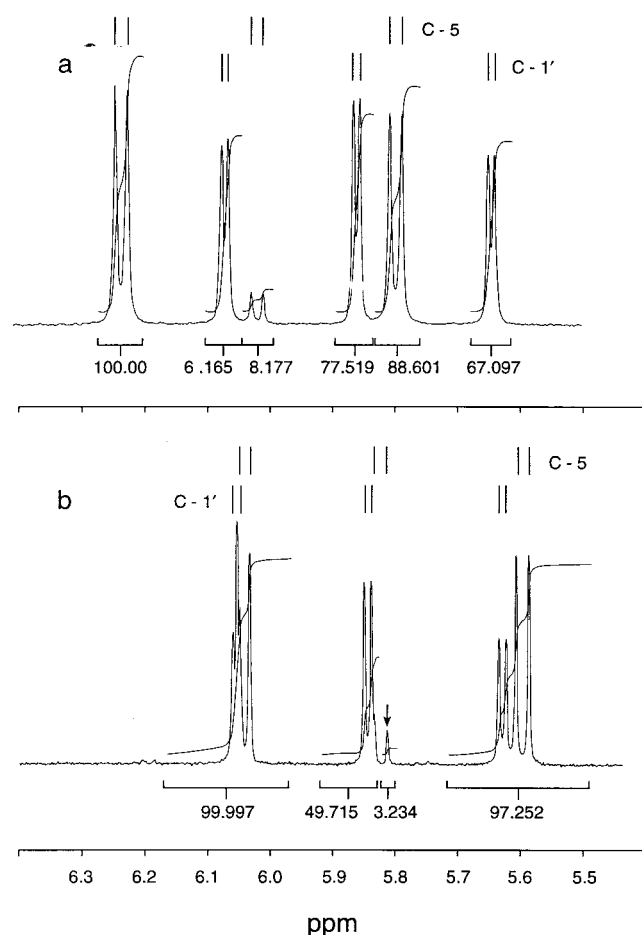 C - 5
a
C - 1′
100.00 6 .165 8.177 77.519 88.601 67.097
C - 5
C - 1′
b
99.997 49.715 3.234 97.252
6.3 6.2 6.1 6.0 5.9 5.8 5.7 5.6 5.5
ppm